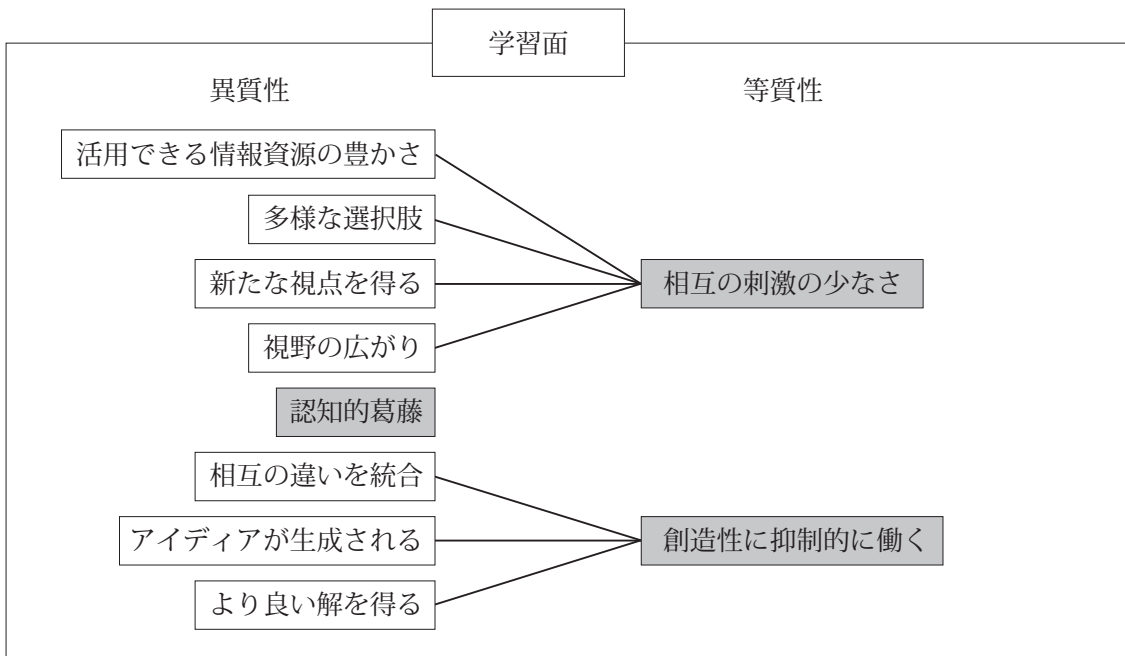 学習面
異質性
等質性
活用できる情報資源の豊かさ
多様な選択肢
新たな視点を得る
相互の刺激の少なさ
視野の広がり
認知的葛藤
相互の違いを統合
アイディアが生成される
創造性に抑制的に働く
より良い解を得る